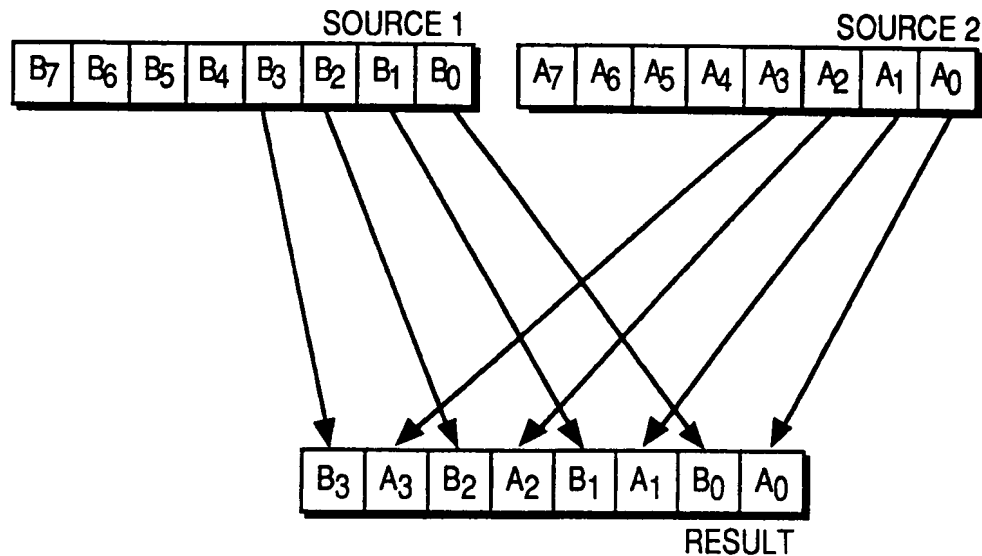 SOURCE 1
SOURCE 2
B7 B6 B5 B4 B3 B2 B1 B0
A7 A6 A5 A4 A3 A2 A1 A0
B3 A3 B2 A2 B1 A1 B0 A0
RESULT